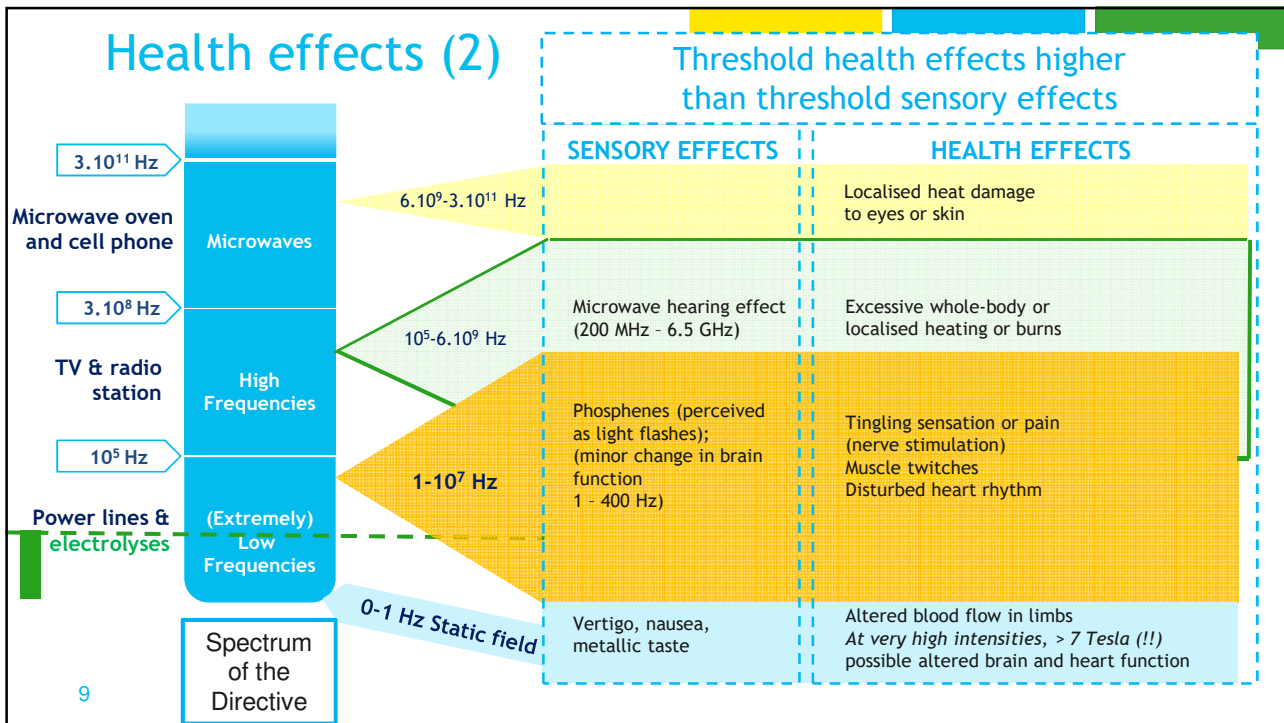 Health effects (2)
Threshold health effects higher
than threshold sensory effects
SENSORY EFFECTS
HEALTH EFFECTS
3.10¹¹ Hz
Microwave oven
and cell phone
Microwaves
6.10⁹-3.10¹¹ Hz
Localised heat damage
to eyes or skin
3.10⁸ Hz
TV & radio
station
High
Frequencies
10⁵-6.10⁹ Hz
Microwave hearing effect
(200 MHz – 6.5 GHz)
Excessive whole-body or
localised heating or burns
10⁵ Hz
Power lines &
electrolyses
(Extremely)
Low
Frequencies
1-10⁷ Hz
Phosphenes (perceived
as light flashes);
(minor change in brain
function
1 – 400 Hz)
Tingling sensation or pain
(nerve stimulation)
Muscle twitches
Disturbed heart rhythm
0-1 Hz Static field
Vertigo, nausea,
metallic taste
Altered blood flow in limbs
At very high intensities, > 7 Tesla (!!)
possible altered brain and heart function
Spectrum
of the
Directive
9